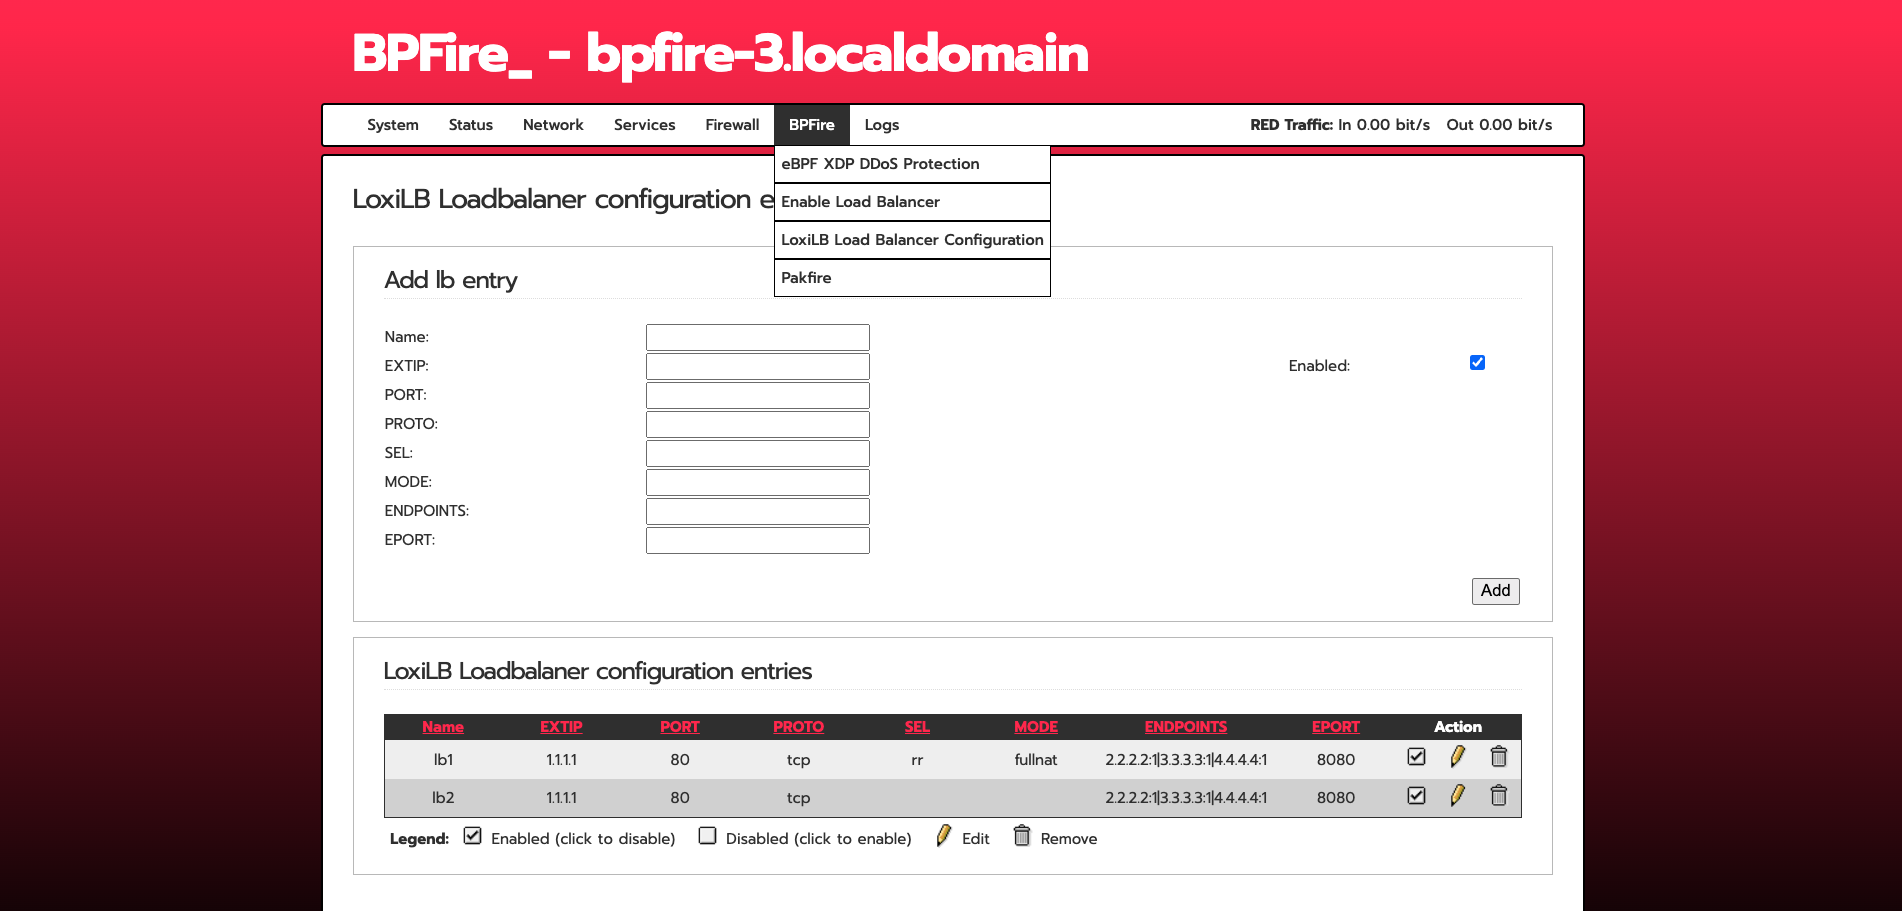 BPFire_ - bpfire-3.localdomain
System Status Network Services Firewall BPFire Logs RED Traffic: In 0.00 bit/s Out 0.00 bit/s
eBPF XDP DDoS Protection
Enable Load Balancer
LoxiLB Load Balancer Configuration
Pakfire
LoxiLB Loadbalaner configuration e
Add lb entry
Name:
EXTIP: Enabled:
PORT:
PROTO:
SEL:
MODE:
ENDPOINTS:
EPORT:
Add
LoxiLB Loadbalaner configuration entries
Name EXTIP PORT PROTO SEL MODE ENDPOINTS EPORT Action
lb1 1.1.1.1 80 tcp rr fullnat 2.2.2.2:1|3.3.3.3:1|4.4.4.4:1 8080
lb2 1.1.1.1 80 tcp 2.2.2.2:1|3.3.3.3:1|4.4.4.4:1 8080
Legend: Enabled (click to disable) Disabled (click to enable) Edit Remove